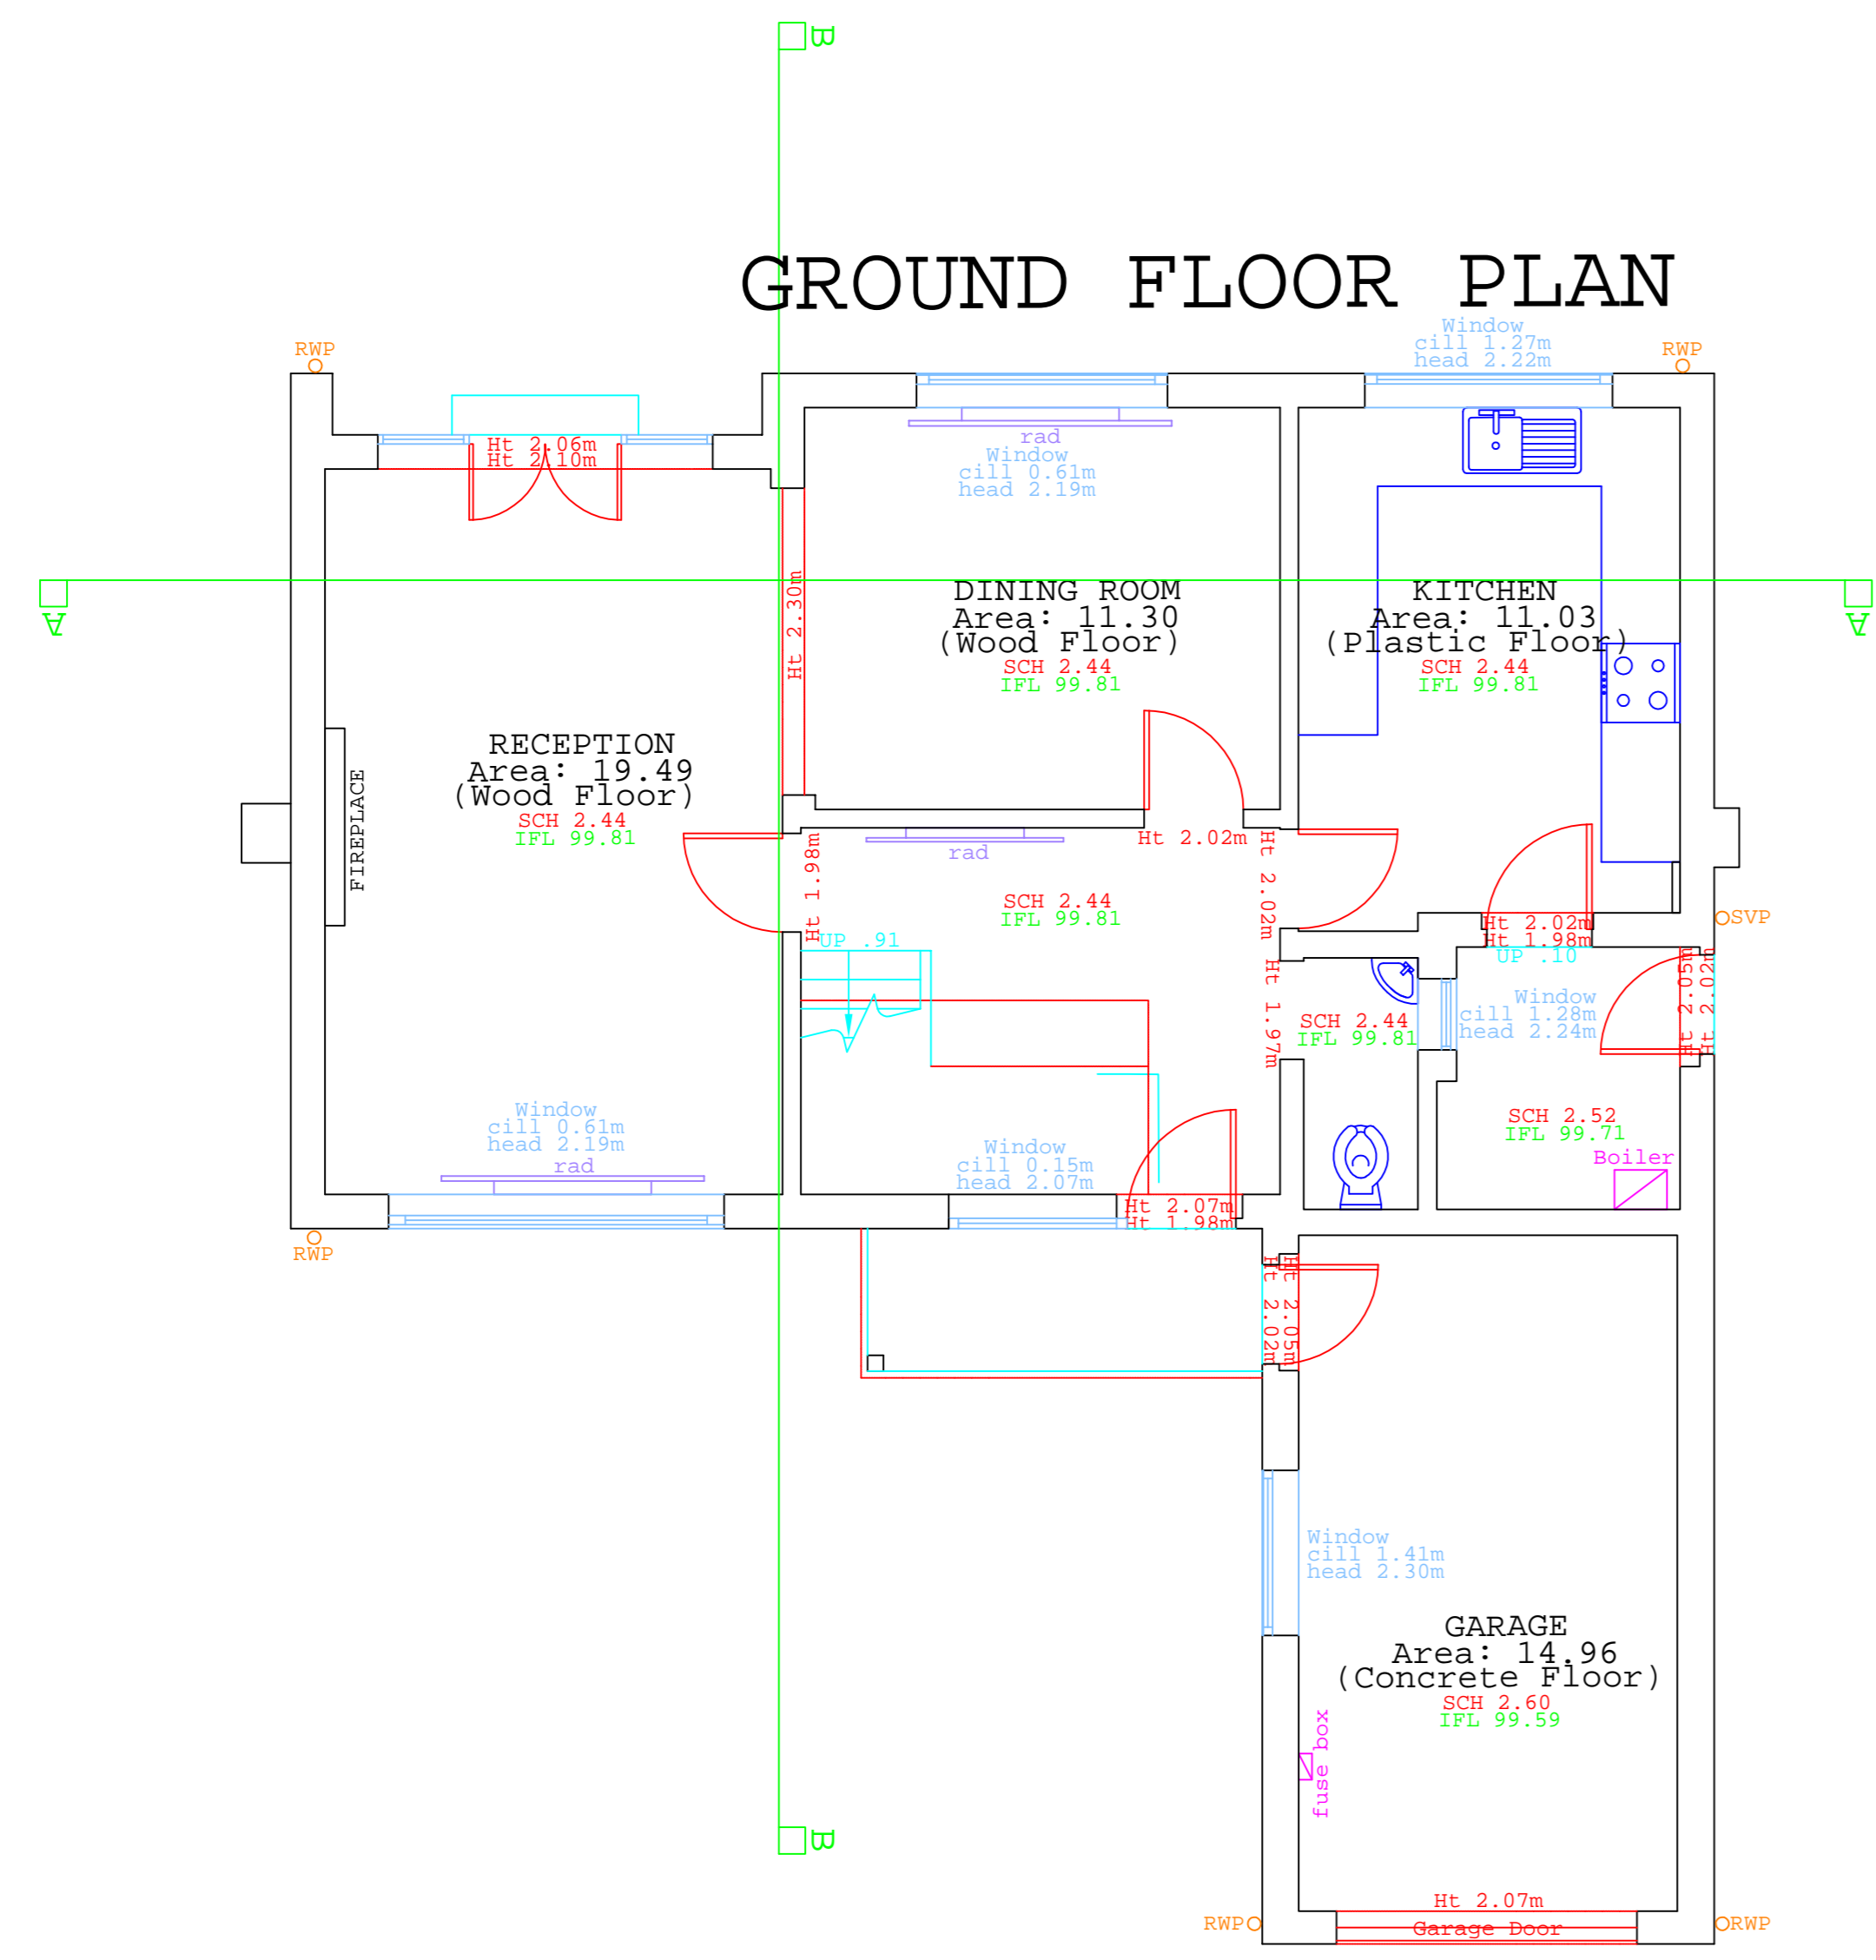 B
GROUND FLOOR PLAN
RWP
Window
cill 1.27m
head 2.22m
RWP
Ht 2.06m
Ht 2.10m
rad
Window
cill 0.61m
head 2.19m
A
Ht 2.30m
DINING ROOM
Area: 11.30
(Wood Floor)
SCH 2.44
IFL 99.81
KITCHEN
Area: 11.03
(Plastic Floor)
SCH 2.44
IFL 99.81
A
RECEPTION
Area: 19.49
(Wood Floor)
SCH 2.44
IFL 99.81
FIREPLACE
Ht 1.98m
rad
Ht 2.02m
Ht 2.02m
SCH 2.44
IFL 99.81
UP .91
Ht 2.02m
Ht 1.98m
UP .10
SVP
Ht 1.97m
SCH 2.44
IFL 99.81
Window
cill 1.28m
head 2.24m
Ht 2.05m
Ht 2.02m
SCH 2.52
IFL 99.71
Boiler
Window
cill 0.61m
head 2.19m
rad
Window
cill 0.15m
head 2.07m
Ht 2.07m
Ht 1.98m
RWP
Ht 2.02m
Ht 2.05m
Window
cill 1.41m
head 2.30m
GARAGE
Area: 14.96
(Concrete Floor)
SCH 2.60
IFL 99.59
fuse box
B
Ht 2.07m
Garage Door
RWP
RWP